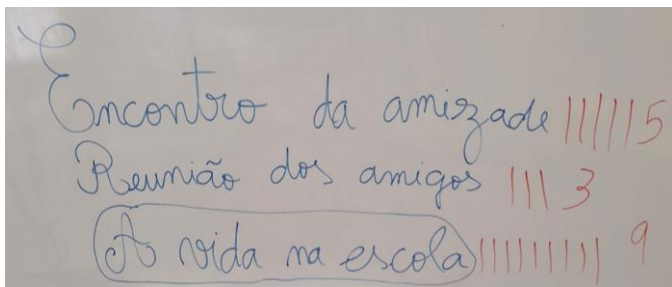 Encontro da amizade |||||| 5
Reunião dos amigos ||| 3
A vida na escola ||||||||| 9